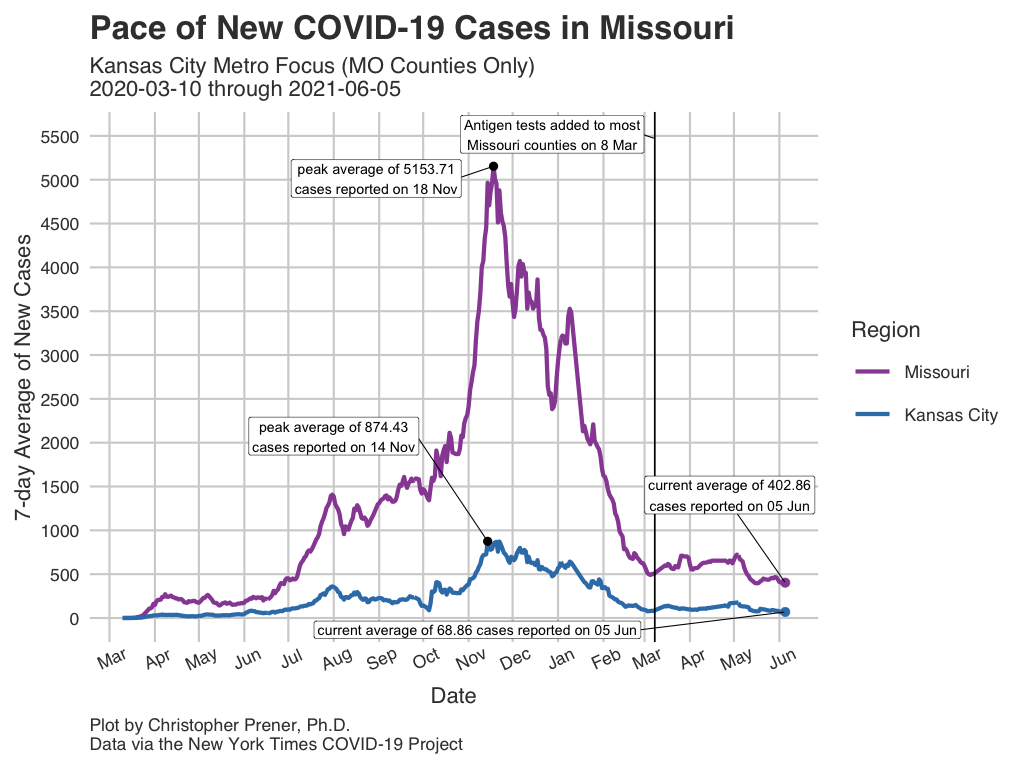 Pace of New COVID-19 Cases in Missouri
Kansas City Metro Focus (MO Counties Only)
2020-03-10 through 2021-06-05
Antigen tests added to most
Missouri counties on 8 Mar
peak average of 5153.71
cases reported on 18 Nov
peak average of 874.43
cases reported on 14 Nov
current average of 402.86
cases reported on 05 Jun
current average of 68.86 cases reported on 05 Jun
7-day Average of New Cases
5500
5000
4500
4000
3500
3000
2500
2000
1500
1000
500
0
Mar Apr May Jun Jul Aug Sep Oct Nov Dec Jan Feb Mar Apr May Jun
Date
Region
Missouri
Kansas City
Plot by Christopher Prener, Ph.D.
Data via the New York Times COVID-19 Project